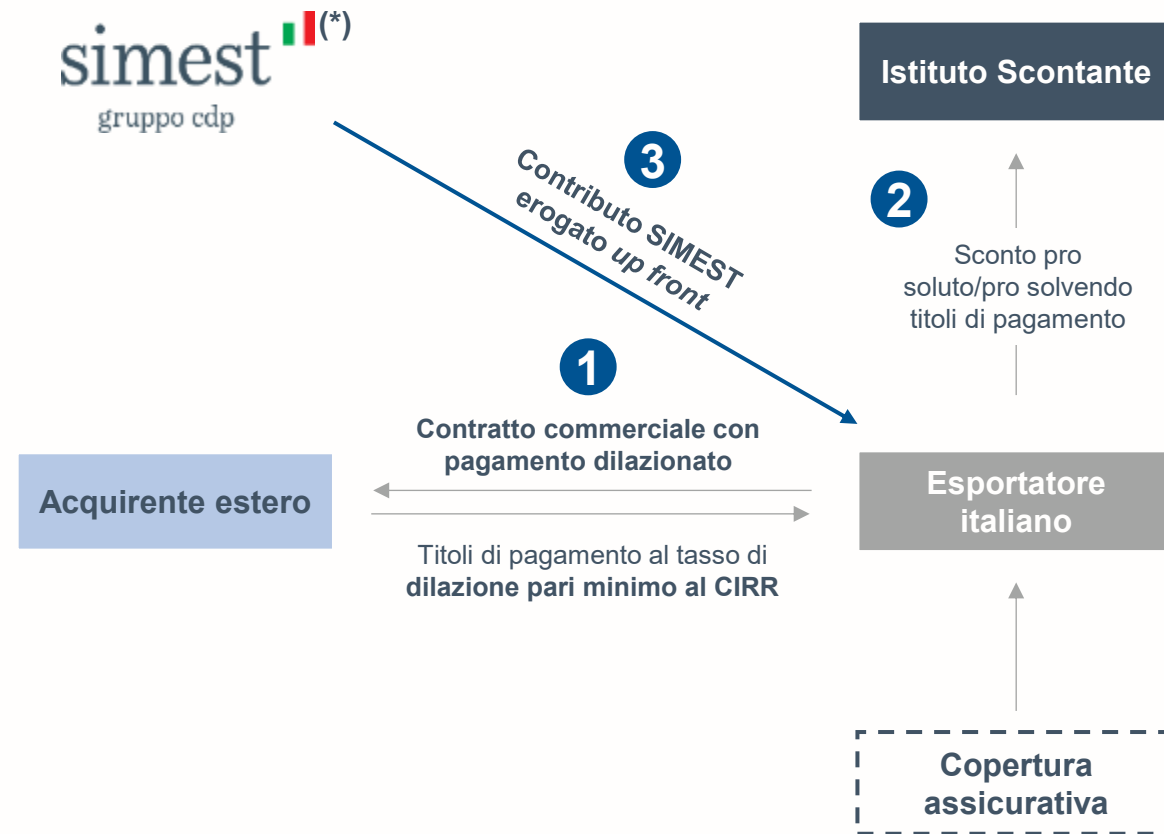 simest (*)
gruppo cdp
Istituto Scontante
3
Contributo SIMEST
erogato up front
2
Sconto pro
soluto/pro solvendo
titoli di pagamento
1
Contratto commerciale con
pagamento dilazionato
Acquirente estero
Esportatore
italiano
Titoli di pagamento al tasso di
dilazione pari minimo al CIRR
Copertura
assicurativa